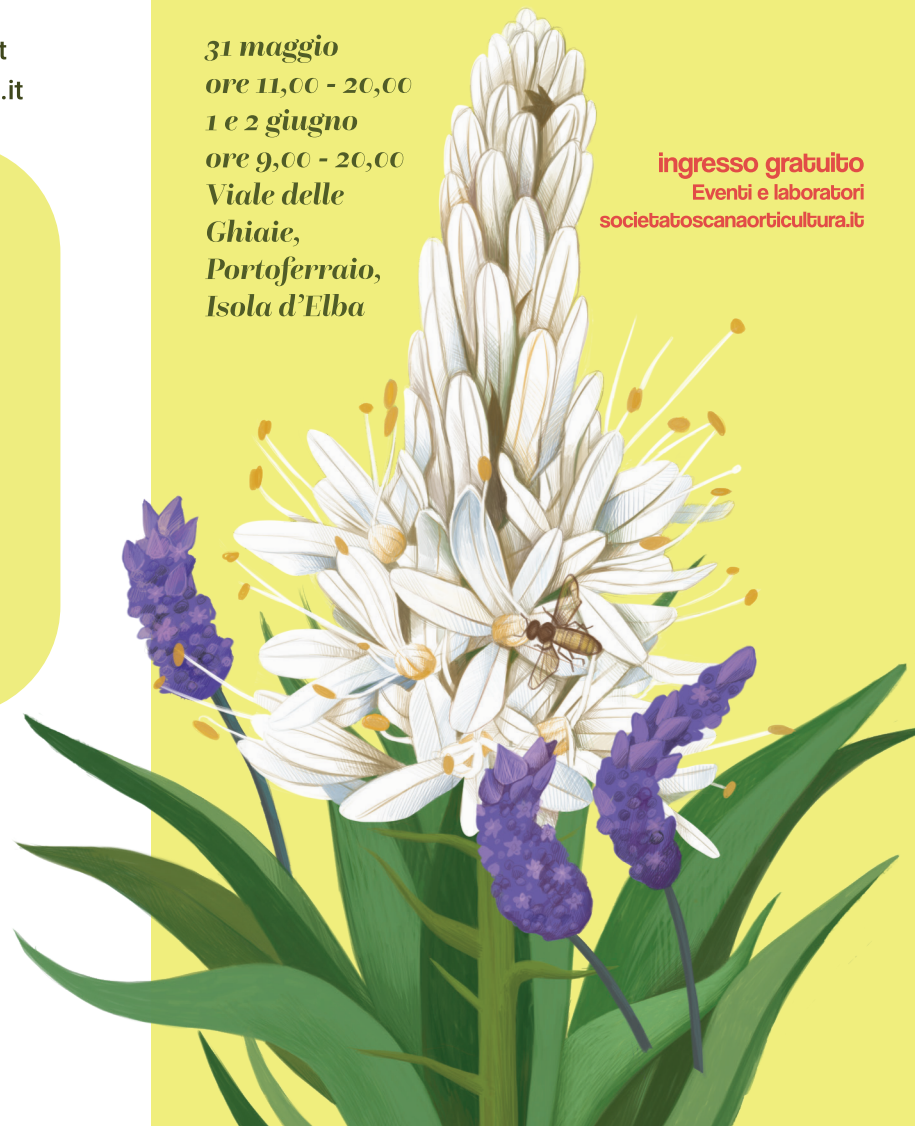 t
.it
31 maggio
ore 11,00 - 20,00
1 e 2 giugno
ore 9,00 - 20,00
Viale delle
Ghiaie,
Portoferraio,
Isola d’Elba
ingresso gratuito
Eventi e laboratori
societatoscanaorticultura.it